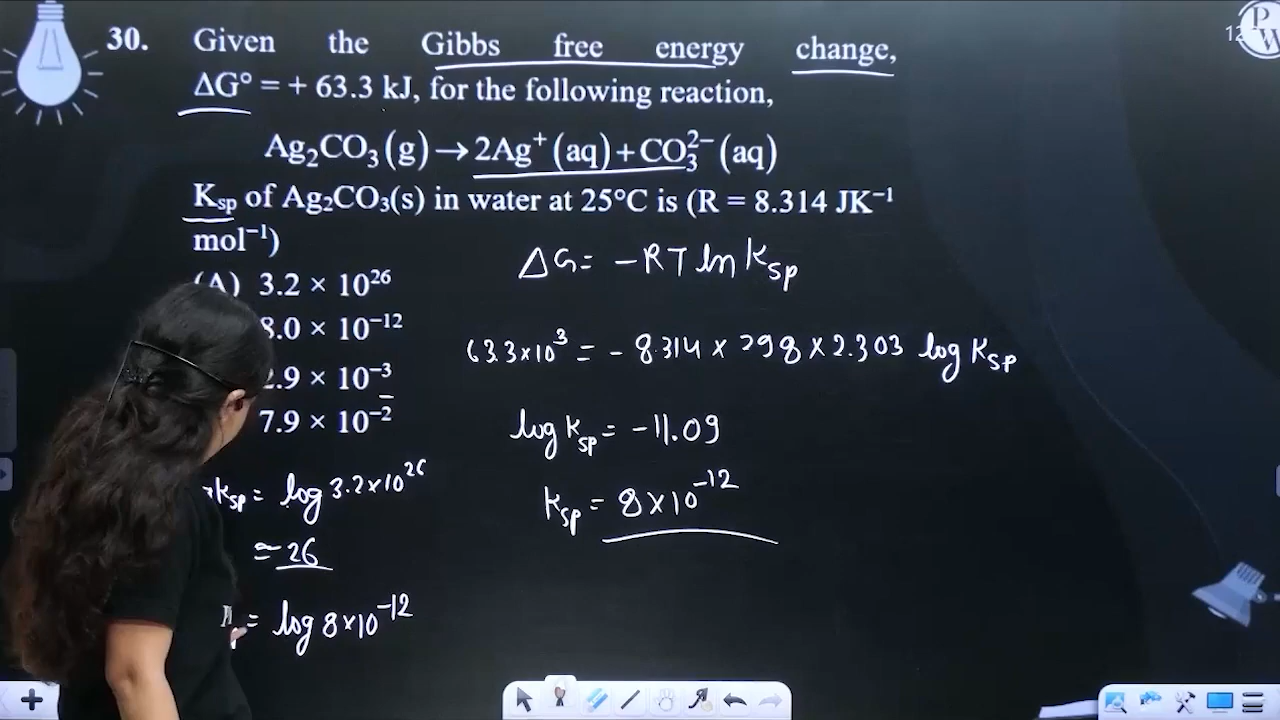 30. Given the Gibbs free energy change,
ΔG° = + 63.3 kJ, for the following reaction,
Ag₂CO₃(g)→2Ag⁺(aq)+CO₃²⁻(aq)
Ksp of Ag₂CO₃(s) in water at 25°C is (R = 8.314 JK⁻¹
mol⁻¹)
(A) 3.2 × 10²⁶
8.0 × 10⁻¹²
2.9 × 10⁻³
7.9 × 10⁻²
Ksp = log 3.2×10²⁶
≈ 26
= log 8×10⁻¹²
ΔG = -RT ln Ksp
63.3×10³ = - 8.314 × 298 × 2.303 log Ksp
log Ksp = -11.09
Ksp = 8×10⁻¹²
P
W